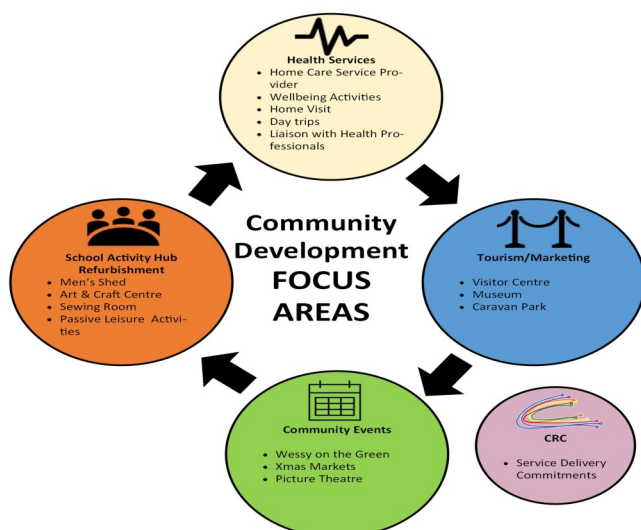 Health Services
• Home Care Service Pro-
vider
• Wellbeing Activities
• Home Visit
• Day trips
• Liaison with Health Pro-
fessionals
Community
Development
FOCUS
AREAS
School Activity Hub
Refurbishment
• Men's Shed
• Art & Craft Centre
• Sewing Room
• Passive Leisure Activi-
ties
Tourism/Marketing
• Visitor Centre
• Museum
• Caravan Park
Community Events
• Wessy on the Green
• Xmas Markets
• Picture Theatre
CRC
• Service Delivery
Commitments